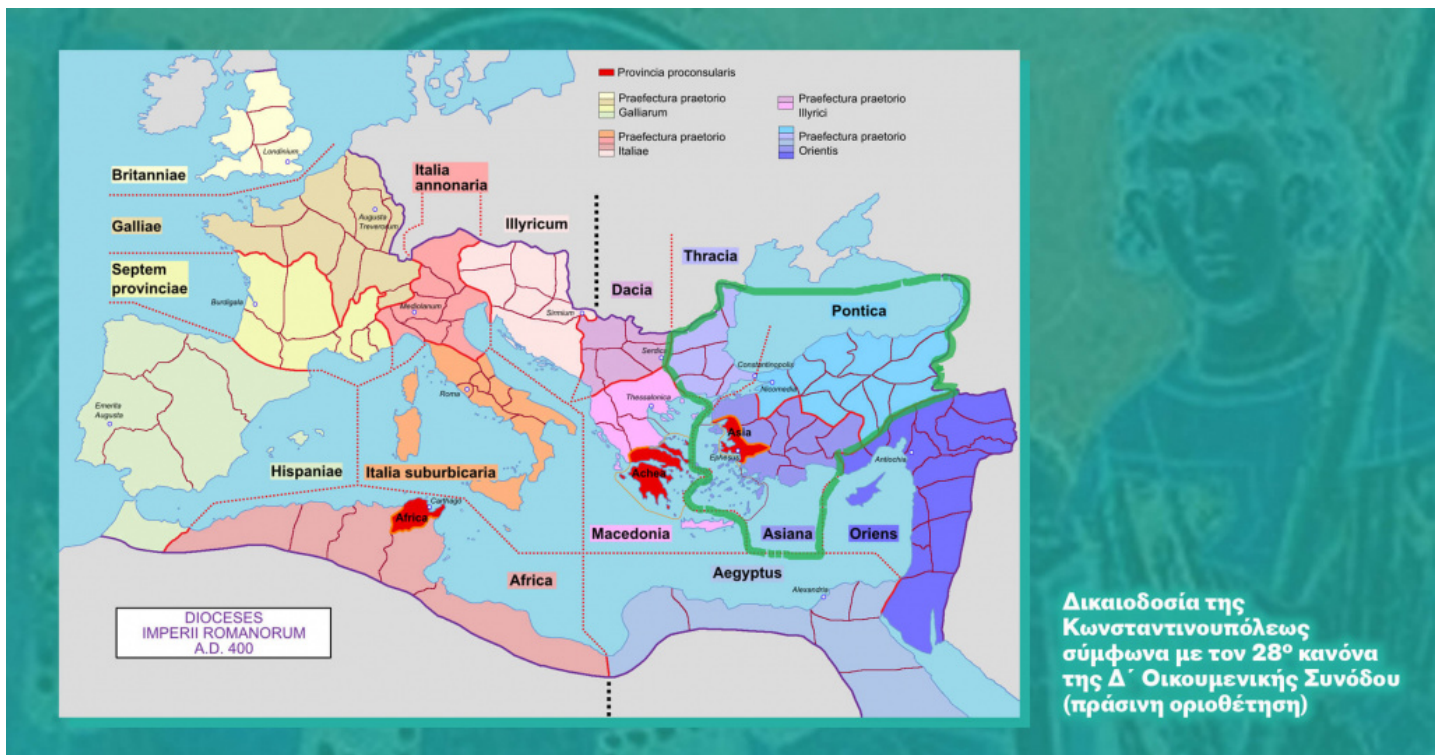 Provincia proconsularis
Praefectura praetorio
Galliarum
Praefectura praetorio
Italiae
Praefectura praetorio
Illyrici
Praefectura praetorio
Orientis
Londinium
Britanniae
Italia
annonaria
Augusta
Treverorum
Galliae
Illyricum
Thracia
Septem
provinciae
Dacia
Burdigala
Mediolanum
Sirmium
Pontica
Serdica
Constantinopolis
Nicomedia
Roma
Thessalonica
Emerita
Augusta
Asia
Ephesus
Antiochia
Achea
Hispaniae
Italia suburbicaria
Carthago
Africa
Macedonia
Asiana
Oriens
Africa
Aegyptus
Alexandria
DIOCESES
IMPERII ROMANORUM
A.D. 400
Δικαιοδοσία της
Κωνσταντινουπόλεως
σύμφωνα με τον 28º κανόνα
της Δ´ Οικουμενικής Συνόδου
(πράσινη οριοθέτηση)